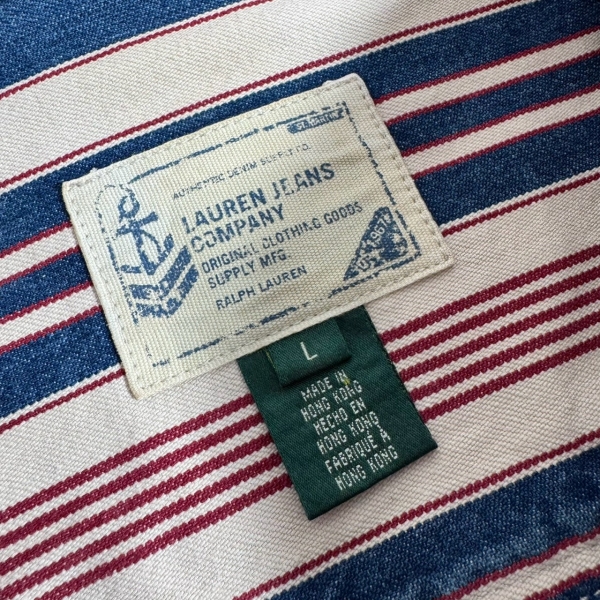 AUTHENTIC DENIM SUPPLY CO.
LAUREN JEANS
COMPANY
ORIGINAL CLOTHING GOODS
SUPPLY MFG.
RALPH LAUREN
L
MADE IN
HONG KONG
HECHO EN
HONG KONG
FABRIQUÉ À
HONG KONG